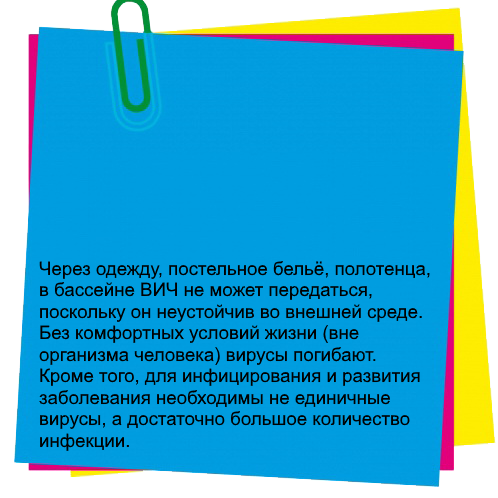 Через одежду, постельное бельё, полотенца,
в бассейне ВИЧ не может передаться,
поскольку он неустойчив во внешней среде.
Без комфортных условий жизни (вне
организма человека) вирусы погибают.
Кроме того, для инфицирования и развития
заболевания необходимы не единичные
вирусы, а достаточно большое количество
инфекции.